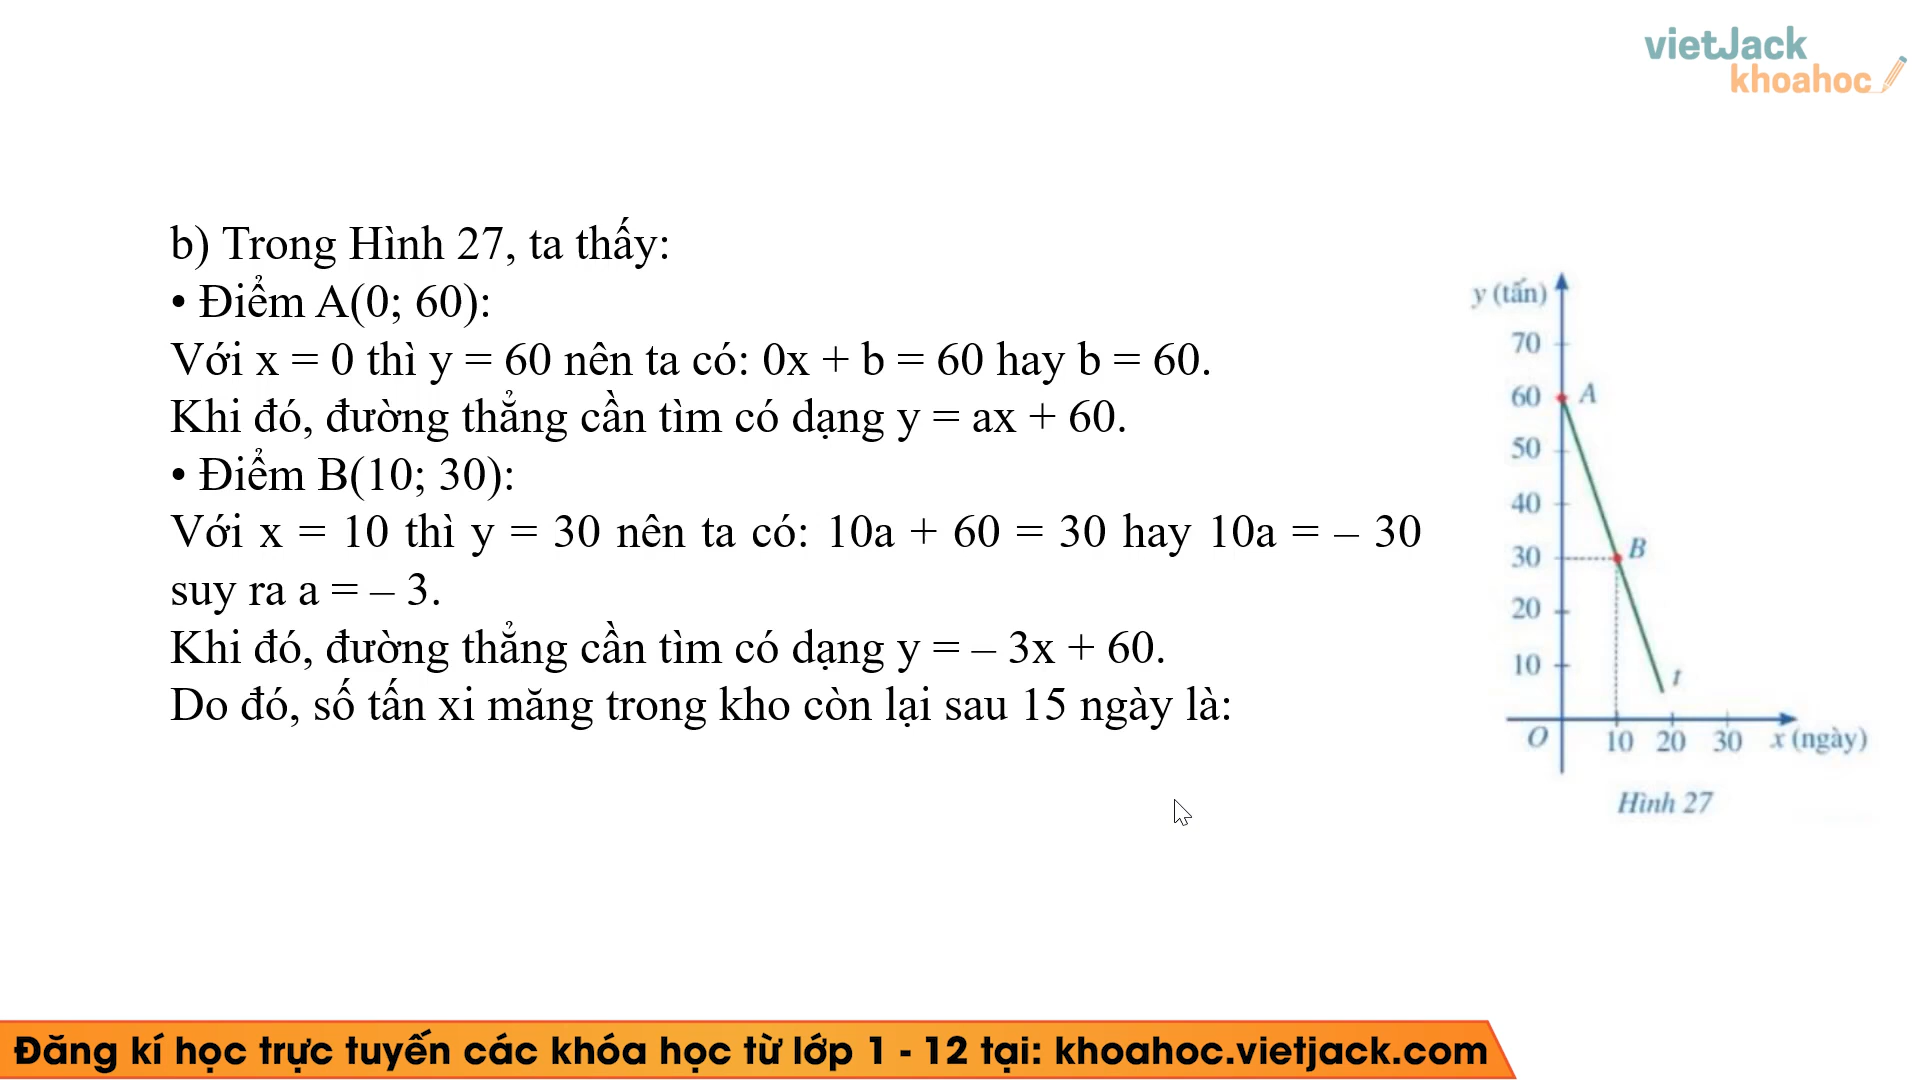 vietJack
khoahoc
b) Trong Hình 27, ta thấy:
• Điểm A(0; 60):
Với x = 0 thì y = 60 nên ta có: 0x + b = 60 hay b = 60.
Khi đó, đường thẳng cần tìm có dạng y = ax + 60.
• Điểm B(10; 30):
Với x = 10 thì y = 30 nên ta có: 10a + 60 = 30 hay 10a = – 30
suy ra a = – 3.
Khi đó, đường thẳng cần tìm có dạng y = – 3x + 60.
Do đó, số tấn xi măng trong kho còn lại sau 15 ngày là:
y (tấn)
70
60 A
50
40
30 B
20
10 t
O 10 20 30 x (ngày)
Hình 27
Đăng kí học trực tuyến các khóa học từ lớp 1 - 12 tại: khoahoc.vietjack.com